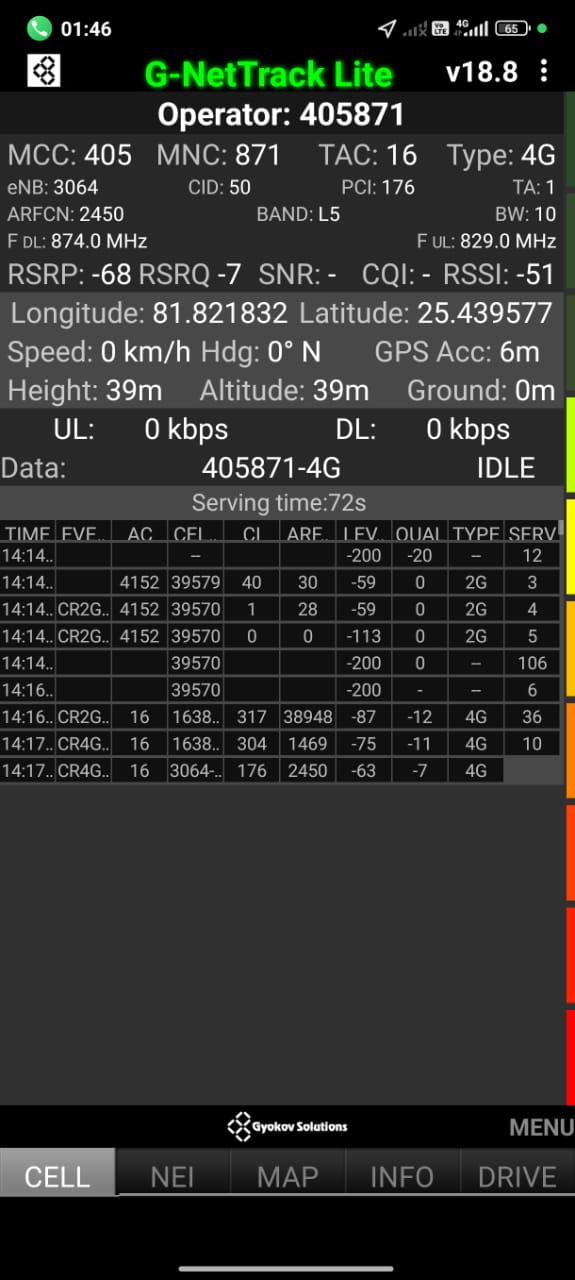 01:46 Vo LTE 4G 65
G-NetTrack Lite v18.8
Operator: 405871
MCC: 405 MNC: 871 TAC: 16 Type: 4G
eNB: 3064 CID: 50 PCI: 176 TA: 1
ARFCN: 2450 BAND: L5 BW: 10
F DL: 874.0 MHz F UL: 829.0 MHz
RSRP: -68 RSRQ -7 SNR: - CQI: - RSSI: -51
Longitude: 81.821832 Latitude: 25.439577
Speed: 0 km/h Hdg: 0° N GPS Acc: 6m
Height: 39m Altitude: 39m Ground: 0m
UL: 0 kbps DL: 0 kbps
Data: 405871-4G IDLE
Serving time:72s
TIME EVE.. AC CEL.. CI ARE.. LEV.. QUAL TYPE SERV
14:14.. -- -200 -20 -- 12
14:14.. 4152 39579 40 30 -59 0 2G 3
14:14.. CR2G.. 4152 39570 1 28 -59 0 2G 4
14:14.. CR2G.. 4152 39570 0 0 -113 0 2G 5
14:14.. 39570 -200 0 -- 106
14:16.. 39570 -200 - -- 6
14:16.. CR2G.. 16 1638.. 317 38948 -87 -12 4G 36
14:17.. CR4G.. 16 1638.. 304 1469 -75 -11 4G 10
14:17.. CR4G.. 16 3064-.. 176 2450 -63 -7 4G
Gyokov Solutions MENU
CELL NEI MAP INFO DRIVE